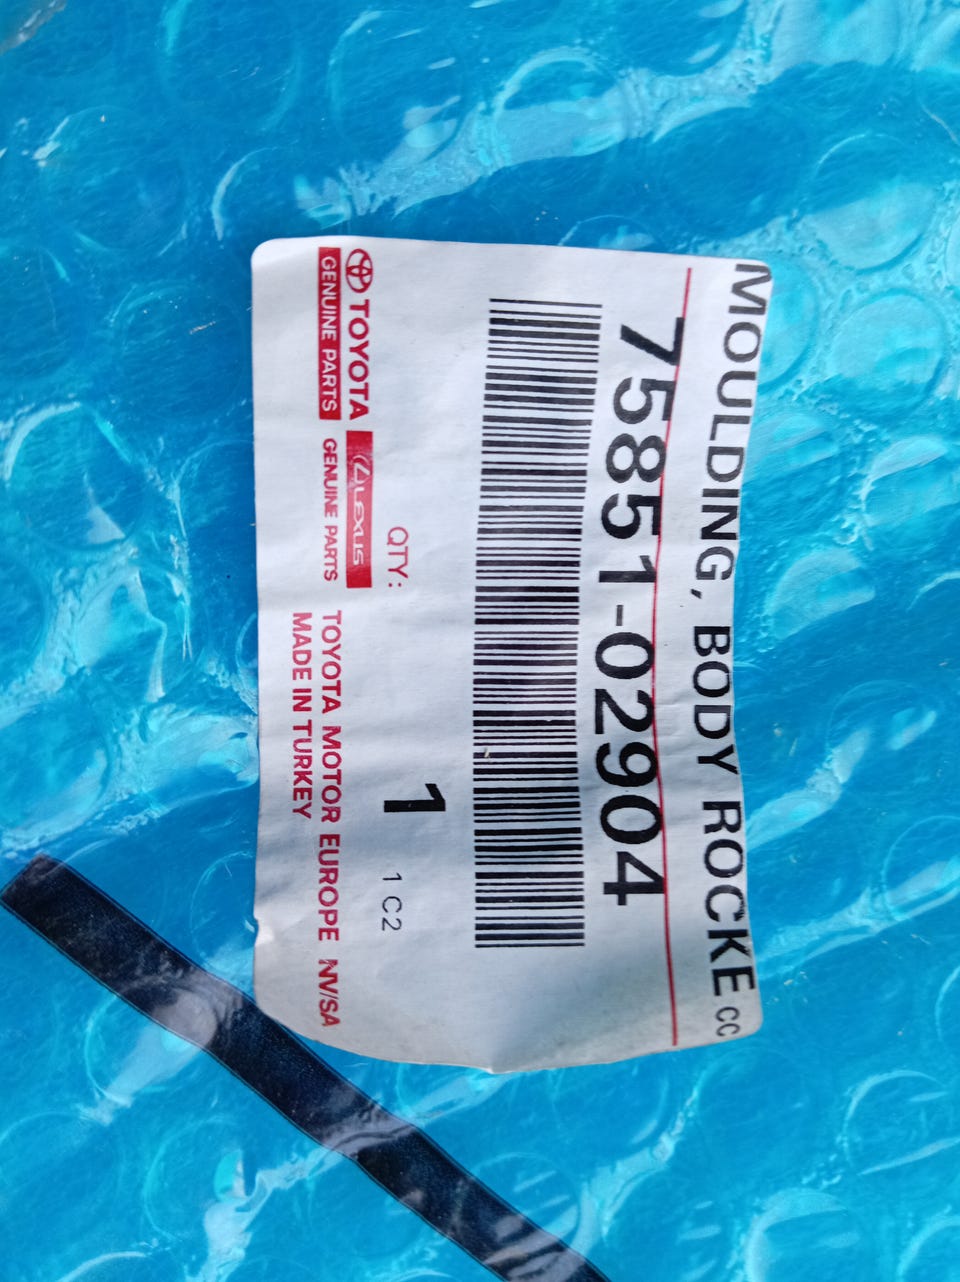 MOULDING, BODY ROCKE CC
75851-02904
QTY: 1 1 C2
TOYOTA LEXUS
GENUINE PARTS GENUINE PARTS
TOYOTA MOTOR EUROPE NV/SA
MADE IN TURKEY